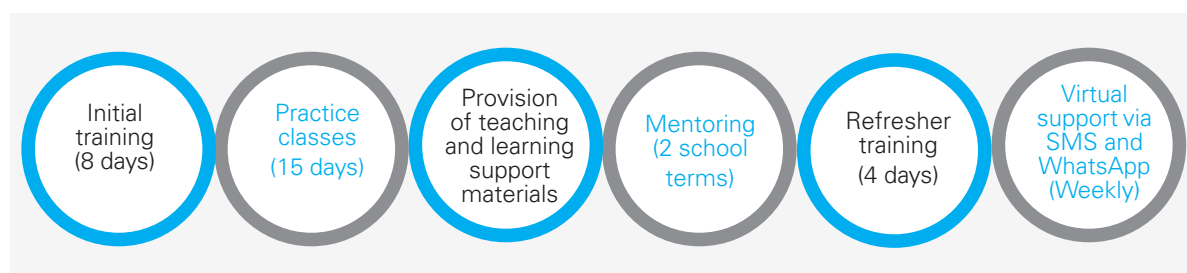 Initial
training
(8 days)
Practice
classes
(15 days)
Provision
of teaching
and learning
support
materials
Mentoring
(2 school
terms)
Refresher
training
(4 days)
Virtual
support via
SMS and
WhatsApp
(Weekly)